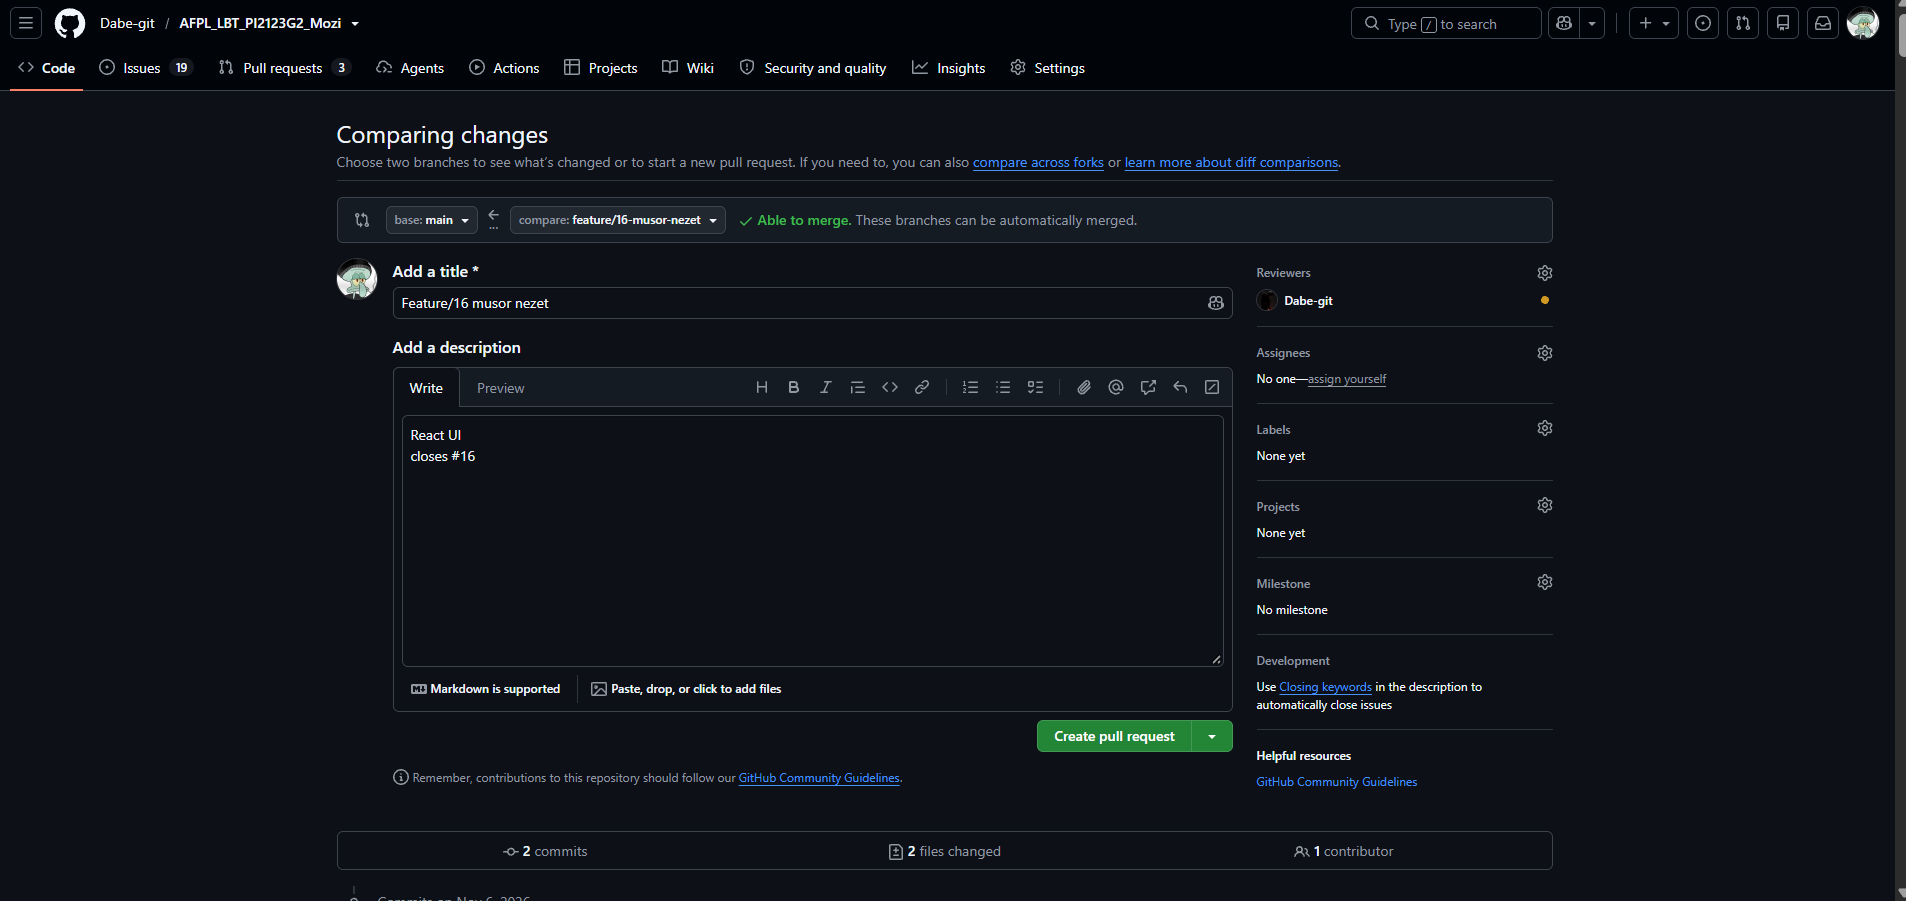 Dabe-git / AFPL_LBT_PI2123G2_Mozi
Type / to search
Code
Issues 19
Pull requests 3
Agents
Actions
Projects
Wiki
Security and quality
Insights
Settings
Comparing changes
Choose two branches to see what's changed or to start a new pull request. If you need to, you can also compare across forks or learn more about diff comparisons.
base: main
...
compare: feature/16-musor-nezet
Able to merge. These branches can be automatically merged.
Add a title *
Feature/16 musor nezet
Add a description
Write
Preview
React UI
closes #16
Markdown is supported
Paste, drop, or click to add files
Create pull request
Remember, contributions to this repository should follow our GitHub Community Guidelines.
Reviewers
Dabe-git
Assignees
No one—assign yourself
Labels
None yet
Projects
None yet
Milestone
No milestone
Development
Use Closing keywords in the description to
automatically close issues
Helpful resources
GitHub Community Guidelines
2 commits
2 files changed
1 contributor
Commits on Nov 6, 2026